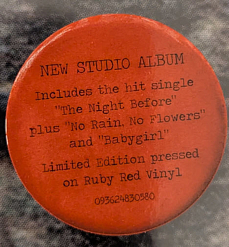 NEW STUDIO ALBUM
Includes the hit single
"The Night Before"
plus "No Rain, No Flowers"
and "Babygirl"
Limited Edition pressed
on Ruby Red Vinyl
093624830580